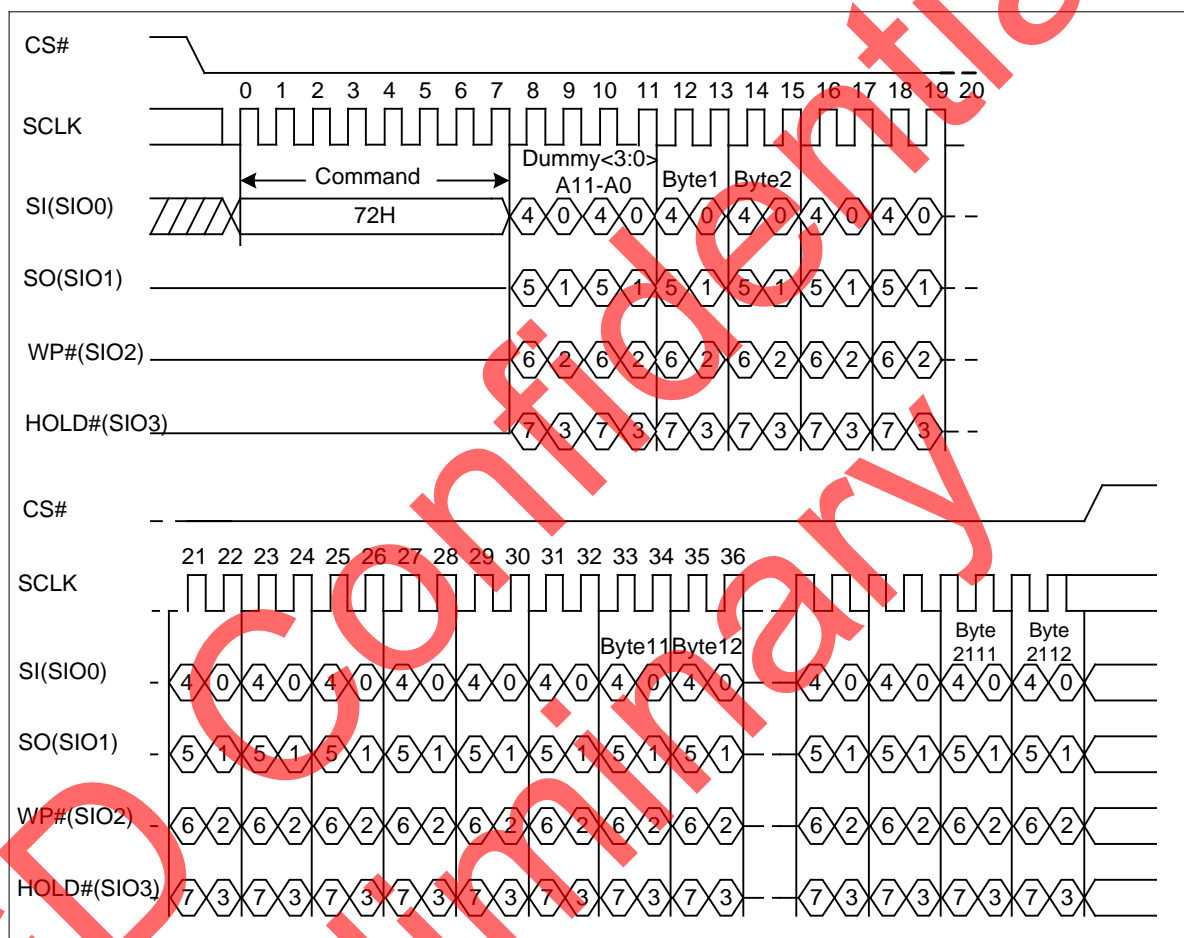 CS#
0 1 2 3 4 5 6 7 8 9 10 11 12 13 14 15 16 17 18 19 20
SCLK
Command
Dummy<3:0>
A11-A0
Byte1 Byte2
SI(SIO0)
72H
4 0 4 0 4 0 4 0 4 0 4 0
SO(SIO1)
5 1 5 1 5 1 5 1 5 1 5 1
WP#(SIO2)
6 2 6 2 6 2 6 2 6 2 6 2
HOLD#(SIO3)
7 3 7 3 7 3 7 3 7 3 7 3
CS#
21 22 23 24 25 26 27 28 29 30 31 32 33 34 35 36
SCLK
Byte11 Byte12
Byte
2111
Byte
2112
SI(SIO0)
4 0 4 0 4 0 4 0 4 0 4 0 4 0 4 0 4 0 4 0 4 0 4 0
SO(SIO1)
5 1 5 1 5 1 5 1 5 1 5 1 5 1 5 1 5 1 5 1 5 1 5 1
WP#(SIO2)
6 2 6 2 6 2 6 2 6 2 6 2 6 2 6 2 6 2 6 2 6 2 6 2
HOLD#(SIO3)
7 3 7 3 7 3 7 3 7 3 7 3 7 3 7 3 7 3 7 3 7 3 7 3